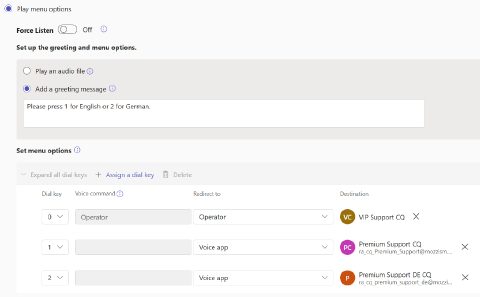 Play menu options
Force Listen Off
Set up the greeting and menu options.
Play an audio file
Add a greeting message
Please press 1 for English or 2 for German.
Set menu options
Expand all dial keys + Assign a dial key Delete
Dial key Voice command Redirect to Destination
0 Operator Operator VC VIP Support CQ
1 Voice app PC Premium Support CQ
ra_cq_Premium_Support@mozzism...
2 Voice app P Premium Support DE CQ
ra_cq_premium_support_de@mozzi...